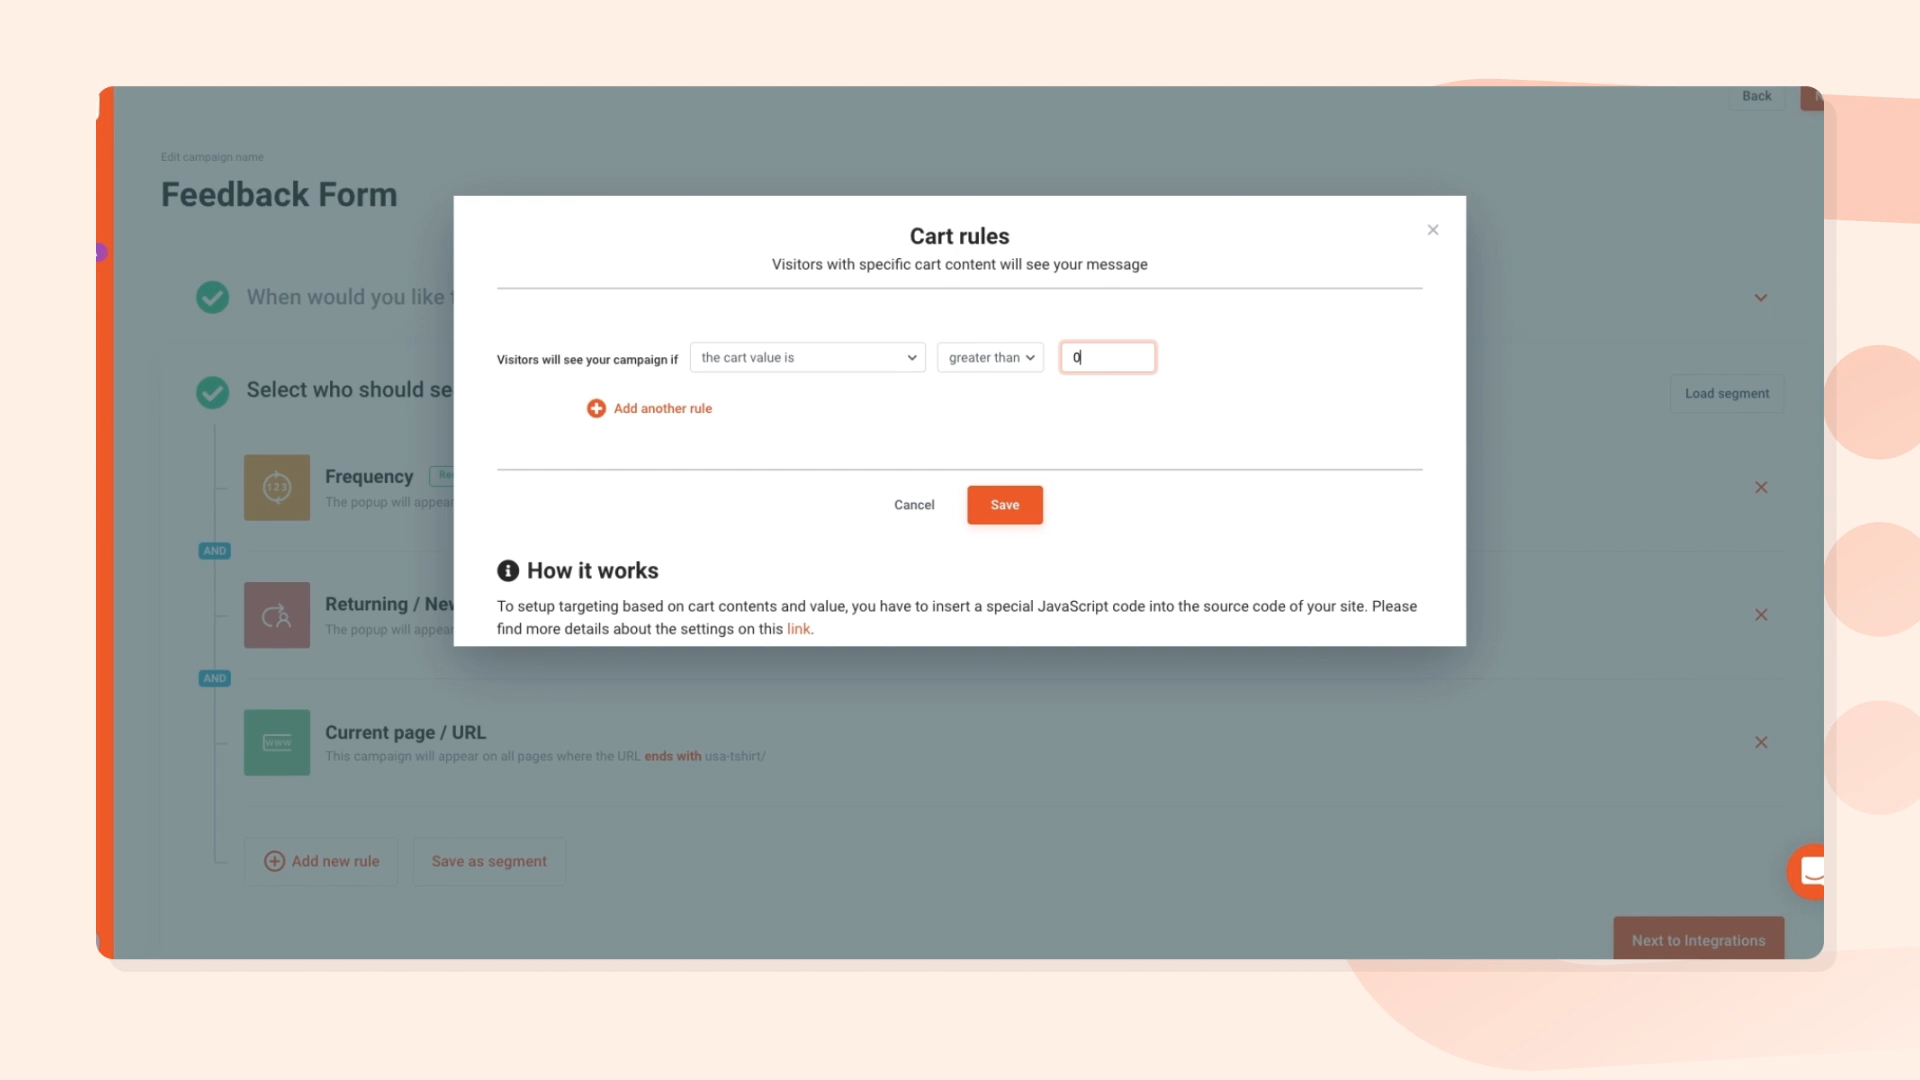 Back
Edit campaign name
Feedback Form
Cart rules
Visitors with specific cart content will see your message
When would you like
Visitors will see your campaign if the cart value is greater than 0
Select who should se
Load segment
Add another rule
Frequency
The popup will appear
123
Cancel Save
AND
How it works
Returning / New
The popup will appear
To setup targeting based on cart contents and value, you have to insert a special JavaScript code into the source code of your site. Please
find more details about the settings on this link.
AND
Current page / URL
www
This campaign will appear on all pages where the URL ends with usa-tshirt/
Add new rule Save as segment
Next to Integrations